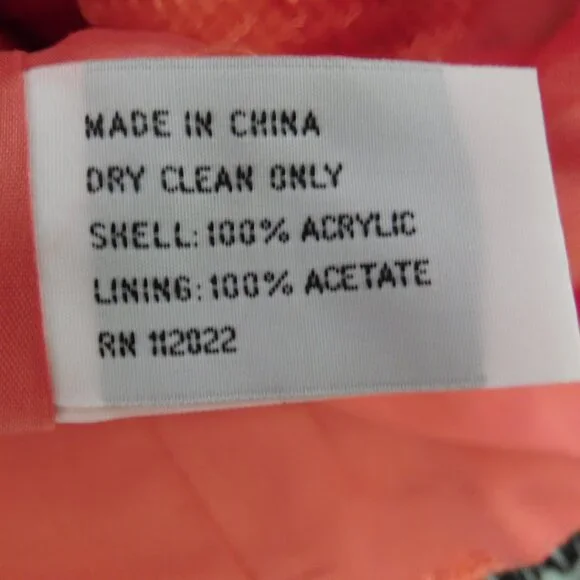 MADE IN CHINA
DRY CLEAN ONLY
SHELL: 100% ACRYLIC
LINING: 100% ACETATE
RN 112022